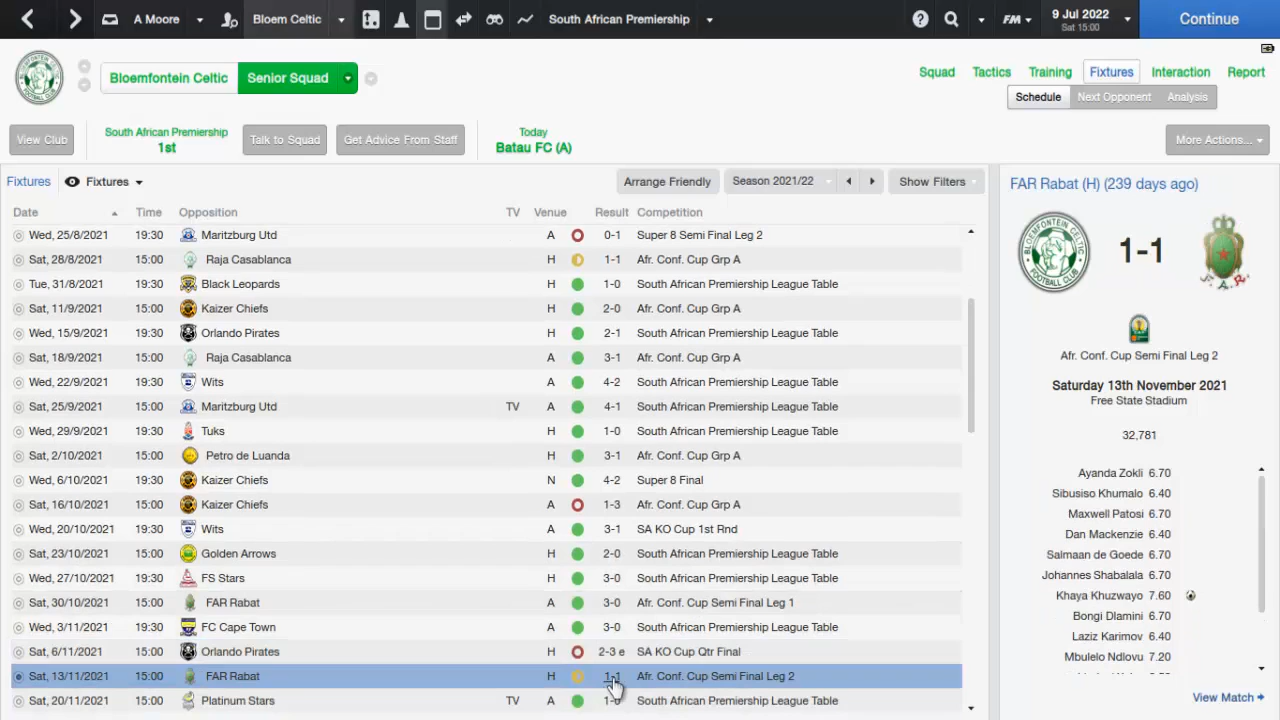 A Moore Bloem Celtic South African Premiership FM 9 Jul 2022 Sat 15:00 Continue
Bloemfontein Celtic Senior Squad Squad Tactics Training Fixtures Interaction Report
Schedule Next Opponent Analysis
View Club South African Premiership 1st Talk to Squad Get Advice From Staff Today Batau FC (A) More Actions...
Fixtures Fixtures Arrange Friendly Season 2021/22 Show Filters
Date Time Opposition TV Venue Result Competition
Wed, 25/8/2021 19:30 Maritzburg Utd A 0-1 Super 8 Semi Final Leg 2
Sat, 28/8/2021 15:00 Raja Casablanca H 1-1 Afr. Conf. Cup Grp A
Tue, 31/8/2021 19:30 Black Leopards H 1-0 South African Premiership League Table
Sat, 11/9/2021 15:00 Kaizer Chiefs H 2-0 Afr. Conf. Cup Grp A
Wed, 15/9/2021 19:30 Orlando Pirates H 2-1 South African Premiership League Table
Sat, 18/9/2021 15:00 Raja Casablanca A 3-1 Afr. Conf. Cup Grp A
Wed, 22/9/2021 19:30 Wits A 4-2 South African Premiership League Table
Sat, 25/9/2021 15:00 Maritzburg Utd TV A 4-1 South African Premiership League Table
Wed, 29/9/2021 19:30 Tuks H 1-0 South African Premiership League Table
Sat, 2/10/2021 15:00 Petro de Luanda H 3-1 Afr. Conf. Cup Grp A
Wed, 6/10/2021 19:30 Kaizer Chiefs N 4-2 Super 8 Final
Sat, 16/10/2021 15:00 Kaizer Chiefs A 1-3 Afr. Conf. Cup Grp A
Wed, 20/10/2021 19:30 Wits A 3-1 SA KO Cup 1st Rnd
Sat, 23/10/2021 15:00 Golden Arrows H 2-0 South African Premiership League Table
Wed, 27/10/2021 19:30 FS Stars H 3-0 South African Premiership League Table
Sat, 30/10/2021 15:00 FAR Rabat A 3-0 Afr. Conf. Cup Semi Final Leg 1
Wed, 3/11/2021 19:30 FC Cape Town A 3-0 South African Premiership League Table
Sat, 6/11/2021 15:00 Orlando Pirates H 2-3 e SA KO Cup Qtr Final
Sat, 13/11/2021 15:00 FAR Rabat H 1-1 Afr. Conf. Cup Semi Final Leg 2
Sat, 20/11/2021 15:00 Platinum Stars TV A 1-0 South African Premiership League Table
FAR Rabat (H) (239 days ago)
1-1
Afr. Conf. Cup Semi Final Leg 2
Saturday 13th November 2021
Free State Stadium
32,781
Ayanda Zokli 6.70
Sibusiso Khumalo 6.40
Maxwell Patosi 6.70
Dan Mackenzie 6.40
Salmaan de Goede 6.70
Johannes Shabalala 6.70
Khaya Khuzwayo 7.60
Bongi Dlamini 6.70
Laziz Karimov 6.40
Mbulelo Ndlovu 7.20
View Match